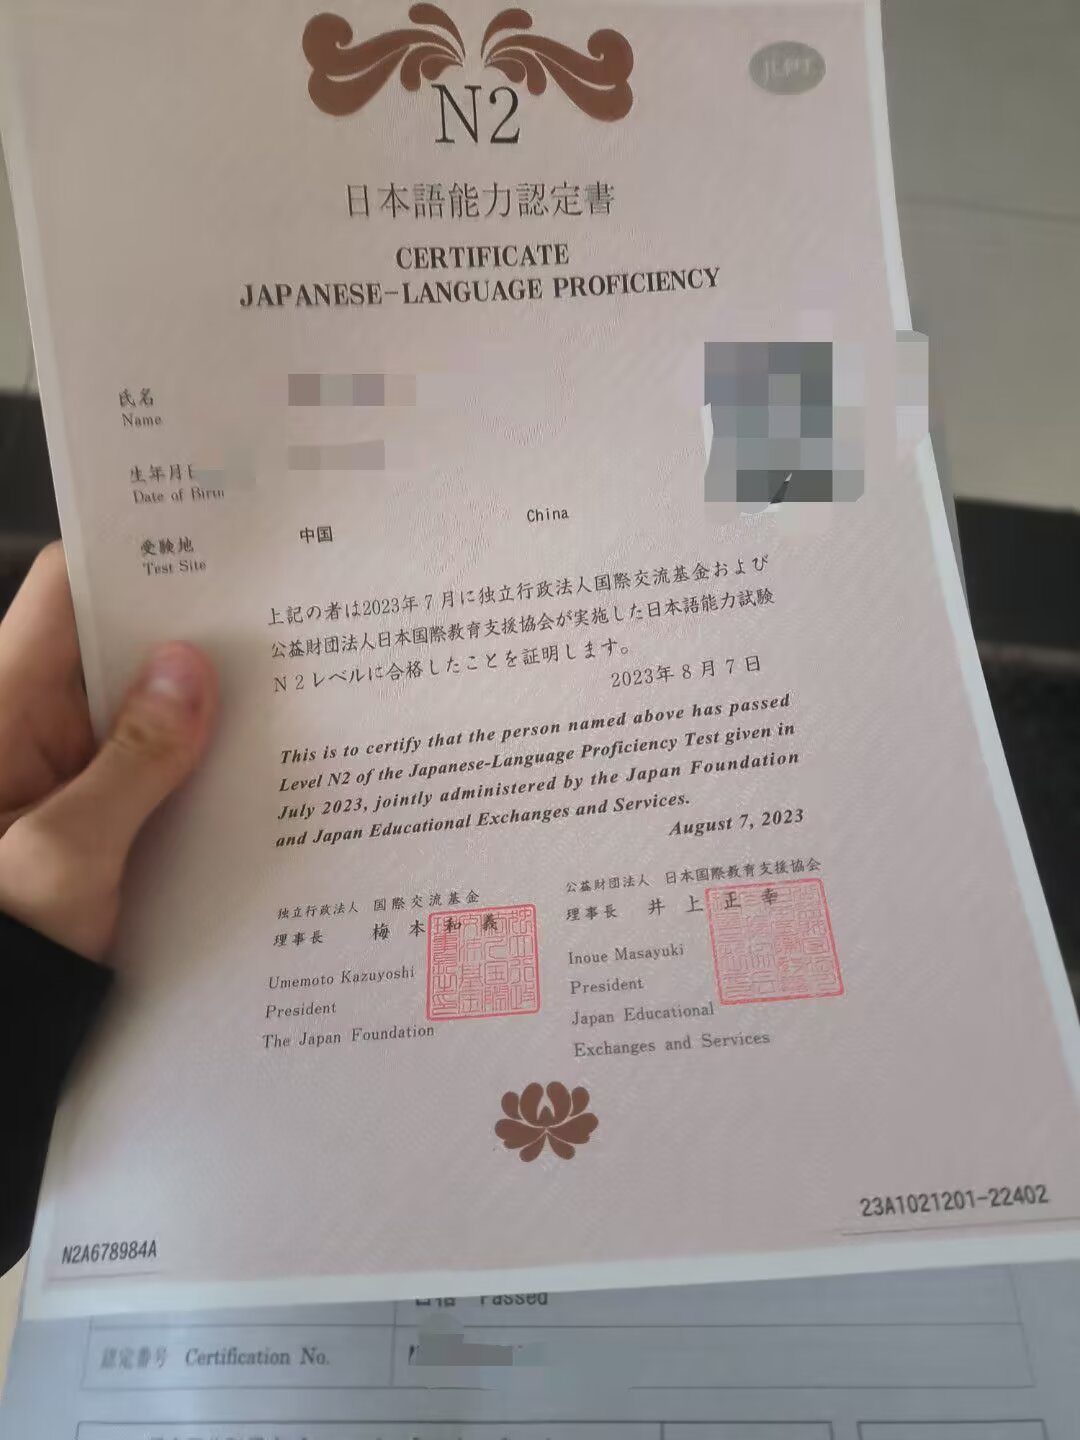 JLPT
N2
日本語能力認定書
CERTIFICATE
JAPANESE-LANGUAGE PROFICIENCY
氏名
Name
生年月
Date of Birth
受験地
Test Site
中国
China
上記の者は2023年7月に独立行政法人国際交流基金および
公益財団法人日本国際教育支援協会が実施した日本語能力試験
N2レベルに合格したことを証明します。
2023年8月7日
This is to certify that the person named above has passed
Level N2 of the Japanese-Language Proficiency Test given in
July 2023, jointly administered by the Japan Foundation
and Japan Educational Exchanges and Services.
August 7, 2023
独立行政法人 国際交流基金
理事長 梅本和義
Umemoto Kazuyoshi
President
The Japan Foundation
公益財団法人 日本国際教育支援協会
理事長 井上正幸
Inoue Masayuki
President
Japan Educational
Exchanges and Services
N2A678984A
23A1021201-22402
合格 Passed
認定番号 Certification No.